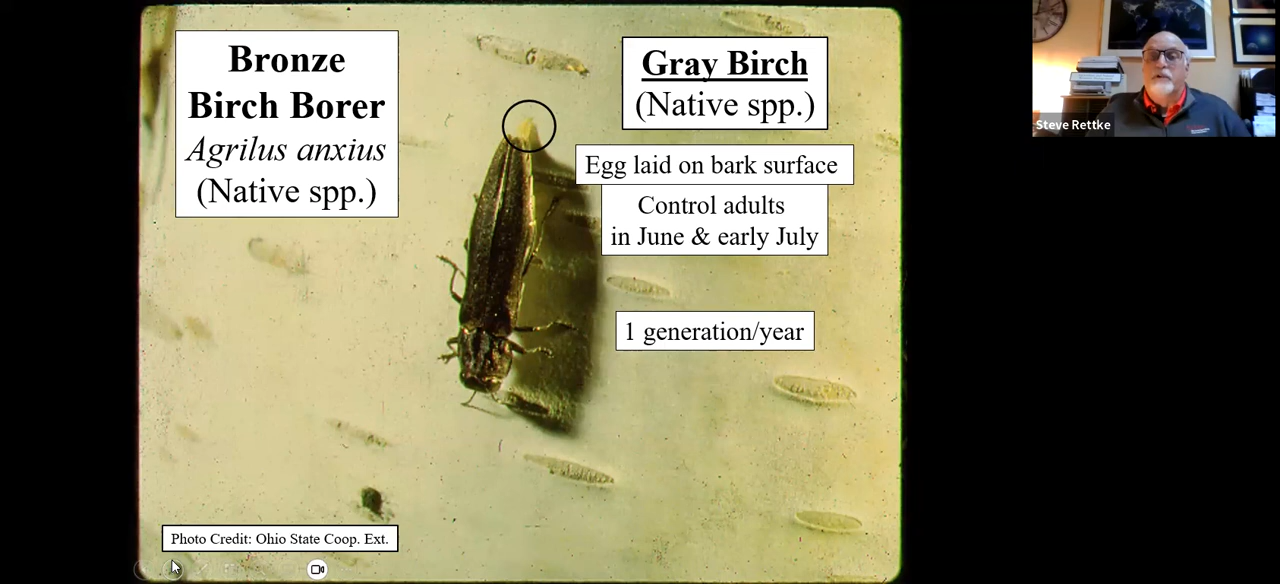 Bronze
Birch Borer
Agrilus anxius
(Native spp.)
Gray Birch
(Native spp.)
Egg laid on bark surface
Control adults
in June & early July
1 generation/year
Photo Credit: Ohio State Coop. Ext.
Steve Rettke